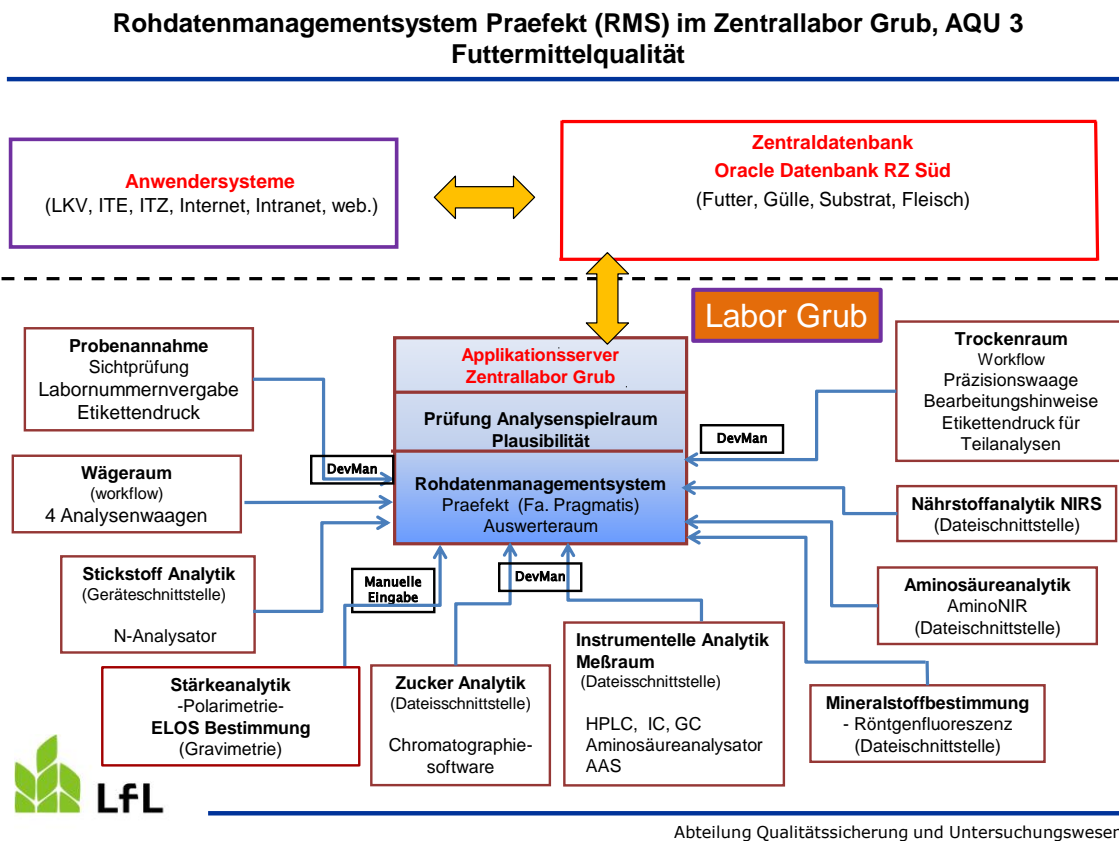 Rohdatenmanagementsystem Praefekt (RMS) im Zentrallabor Grub, AQU 3
Futtermittelqualität
Anwendersysteme
(LKV, ITE, ITZ, Internet, Intranet, web.)
Zentraldatenbank
Oracle Datenbank RZ Süd
(Futter, Gülle, Substrat, Fleisch)
Labor Grub
Probenannahme
Sichtprüfung
Labornummernvergabe
Etikettendruck
Applikationsserver
Zentrallabor Grub
Prüfung Analysenspielraum
Plausibilität
Rohdatenmanagementsystem
Praefekt (Fa. Pragmatis)
Auswerteraum
Trockenraum
Workflow
Präzisionswaage
Bearbeitungshinweise
Etikettendruck für
Teilanalysen
DevMan
DevMan
Wägeraum
(workflow)
4 Analysenwaagen
Nährstoffanalytik NIRS
(Dateischnittstelle)
Stickstoff Analytik
(Geräteschnittstelle)
N-Analysator
Manuelle
Eingabe
DevMan
Aminosäureanalytik
AminoNIR
(Dateischnittstelle)
Stärkeanalytik
-Polarimetrie-
ELOS Bestimmung
(Gravimetrie)
Zucker Analytik
(Dateisschnittstelle)
Chromatographie-
software
Instrumentelle Analytik
Meßraum
(Dateisschnittstelle)
HPLC, IC, GC
Aminosäureanalysator
AAS
Mineralstoffbestimmung
- Röntgenfluoreszenz
(Dateischnittstelle)
LfL
Abteilung Qualitätssicherung und Untersuchungsweser